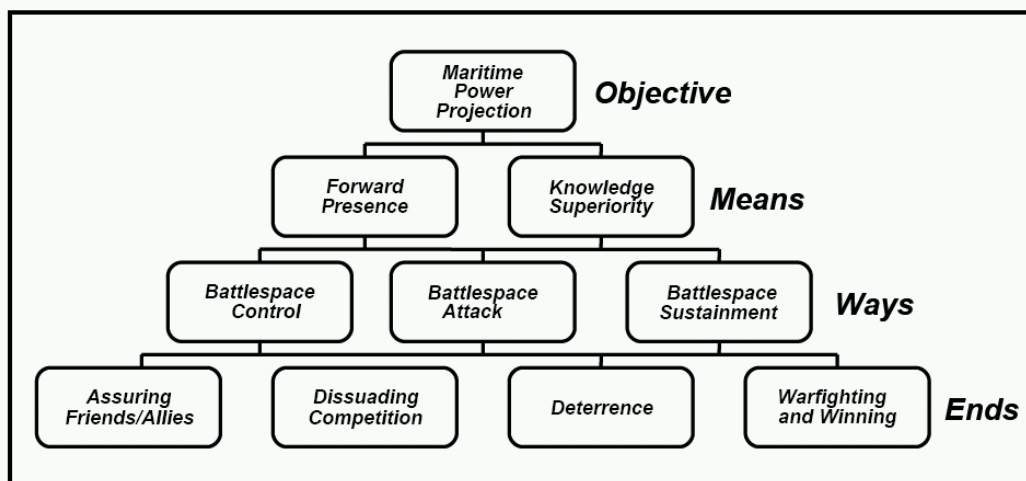 Maritime
Power
Projection
Objective
Forward
Presence
Knowledge
Superiority
Means
Battlespace
Control
Battlespace
Attack
Battlespace
Sustainment
Ways
Assuring
Friends/Allies
Dissuading
Competition
Deterrence
Warfighting
and Winning
Ends